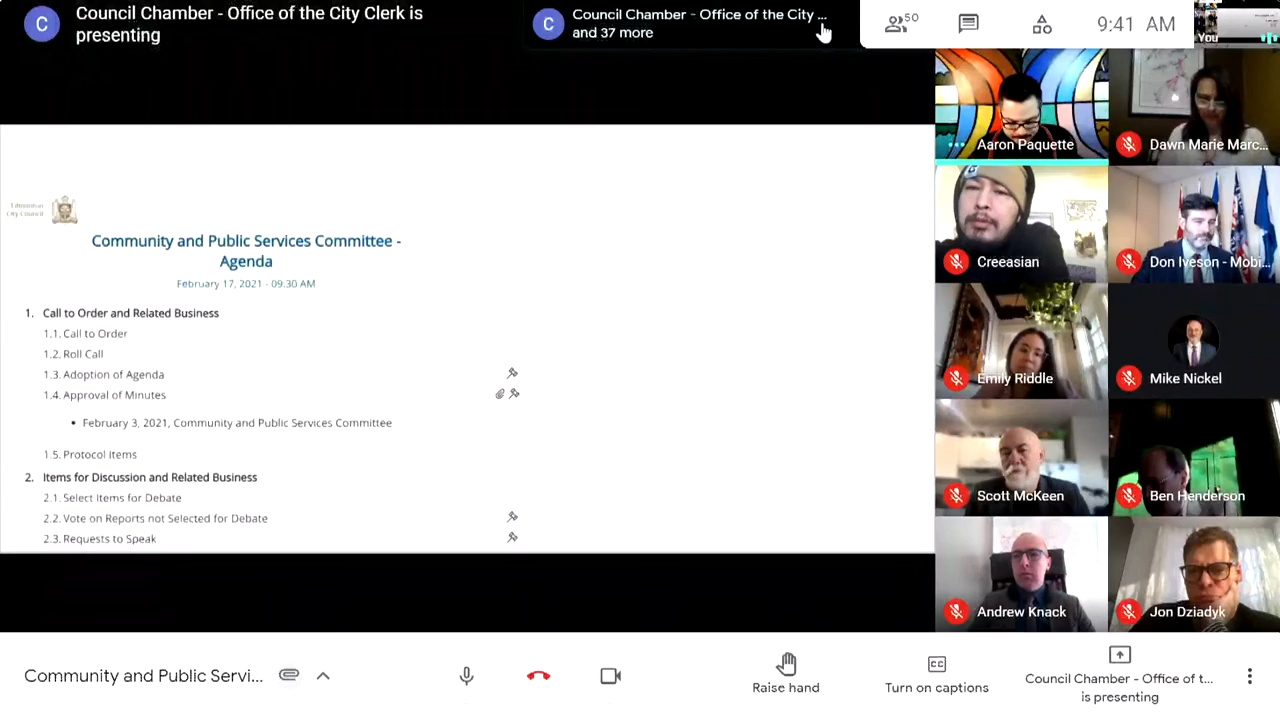 C
Council Chamber - Office of the City Clerk is
presenting
C
Council Chamber - Office of the City ...
and 37 more
50
9:41 AM
You
Aaron Paquette
Dawn Marie Marc...
Creeasian
Don Iveson - Mobi...
Emily Riddle
Mike Nickel
Scott McKeen
Ben Henderson
Andrew Knack
Jon Dziadyk
Edmonton
City Council
Community and Public Services Committee -
Agenda
February 17, 2021 - 09:30 AM
1. Call to Order and Related Business
1.1. Call to Order
1.2. Roll Call
1.3. Adoption of Agenda
1.4. Approval of Minutes
• February 3, 2021, Community and Public Services Committee
1.5. Protocol Items
2. Items for Discussion and Related Business
2.1. Select Items for Debate
2.2. Vote on Reports not Selected for Debate
2.3. Requests to Speak
Community and Public Servi...
Raise hand
CC
Turn on captions
Council Chamber - Office of t...
is presenting